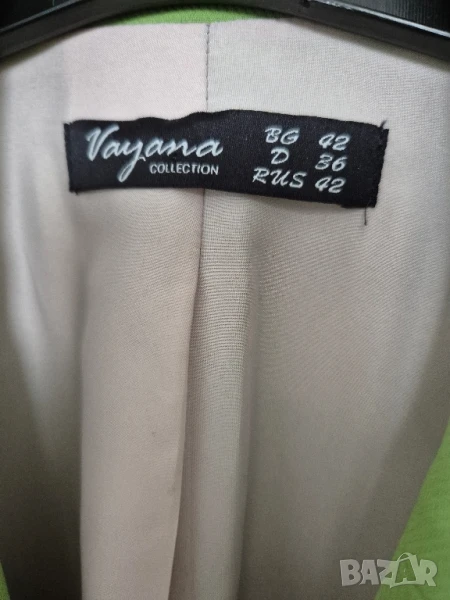 Vayana
COLLECTION
BG 42
D 36
RUS 42
BAZAR